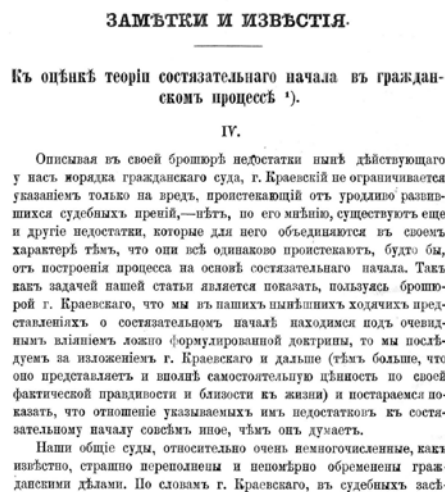 ЗАМѢТКИ И ИЗВѢСТІЯ.
Къ оцѣнкѣ теоріи состязательнаго начала въ граждан-
скомъ процессѣ ¹).
IV.
Описывая въ своей брошюрѣ недостатки нынѣ дѣйствующаго
у насъ порядка гражданскаго суда, г. Краевскій не ограничивается
указаніемъ только на вредъ, проистекающій отъ уродливо развив-
шихся судебныхъ преній,—нѣтъ, по его мнѣнію, существуютъ еще
и другіе недостатки, которые для него объединяются въ своемъ
характерѣ тѣмъ, что они всѣ одинаково проистекаютъ, будто бы,
отъ построенія процесса на основѣ состязательнаго начала. Такъ
какъ задачей нашей статьи является показать, пользуясь брошю-
рой г. Краевскаго, что мы въ нашихъ нынѣшнихъ ходячихъ пред-
ставленіяхъ о состязательномъ началѣ находимся подъ очевид-
нымъ вліяніемъ ложно формулированной доктрины, то мы послѣ-
дуемъ за изложеніемъ г. Краевскаго и дальше (тѣмъ больше, что
оно представляетъ и вполнѣ самостоятельную цѣнность по своей
фактической правдивости и близости къ жизни) и постараемся по-
казать, что отношеніе указываемыхъ имъ недостатковъ къ состя-
зательному началу совсѣмъ иное, чѣмъ онъ думаетъ.
Наши общіе суды, относительно очень немногочисленные, какъ
извѣстно, страшно переполнены и непомѣрно обременены граж-
данскими дѣлами. По словамъ г. Краевскаго, въ судебныхъ засѣ-